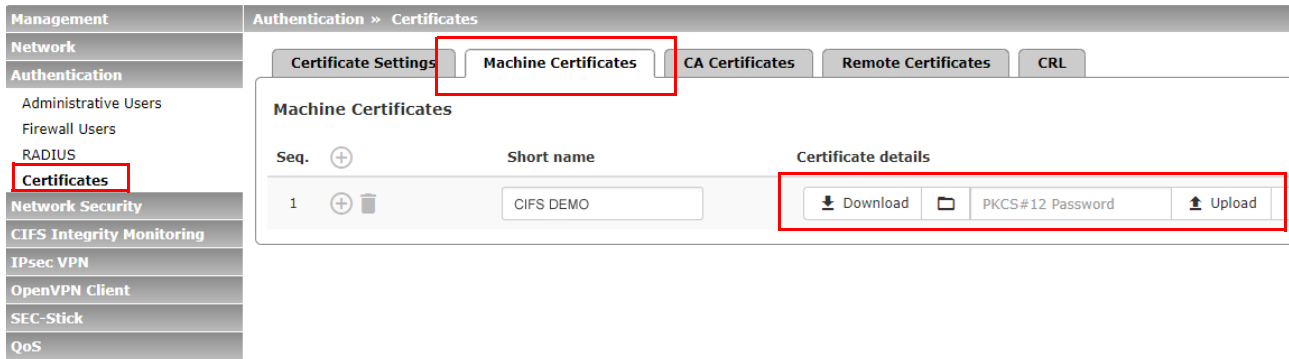 Management
Authentication » Certificates
Network
Authentication
Administrative Users
Firewall Users
RADIUS
Certificates
Network Security
CIFS Integrity Monitoring
IPsec VPN
OpenVPN Client
SEC-Stick
QoS
Certificate Settings Machine Certificates CA Certificates Remote Certificates CRL
Machine Certificates
Seq. Short name Certificate details
1 CIFS DEMO Download PKCS#12 Password Upload